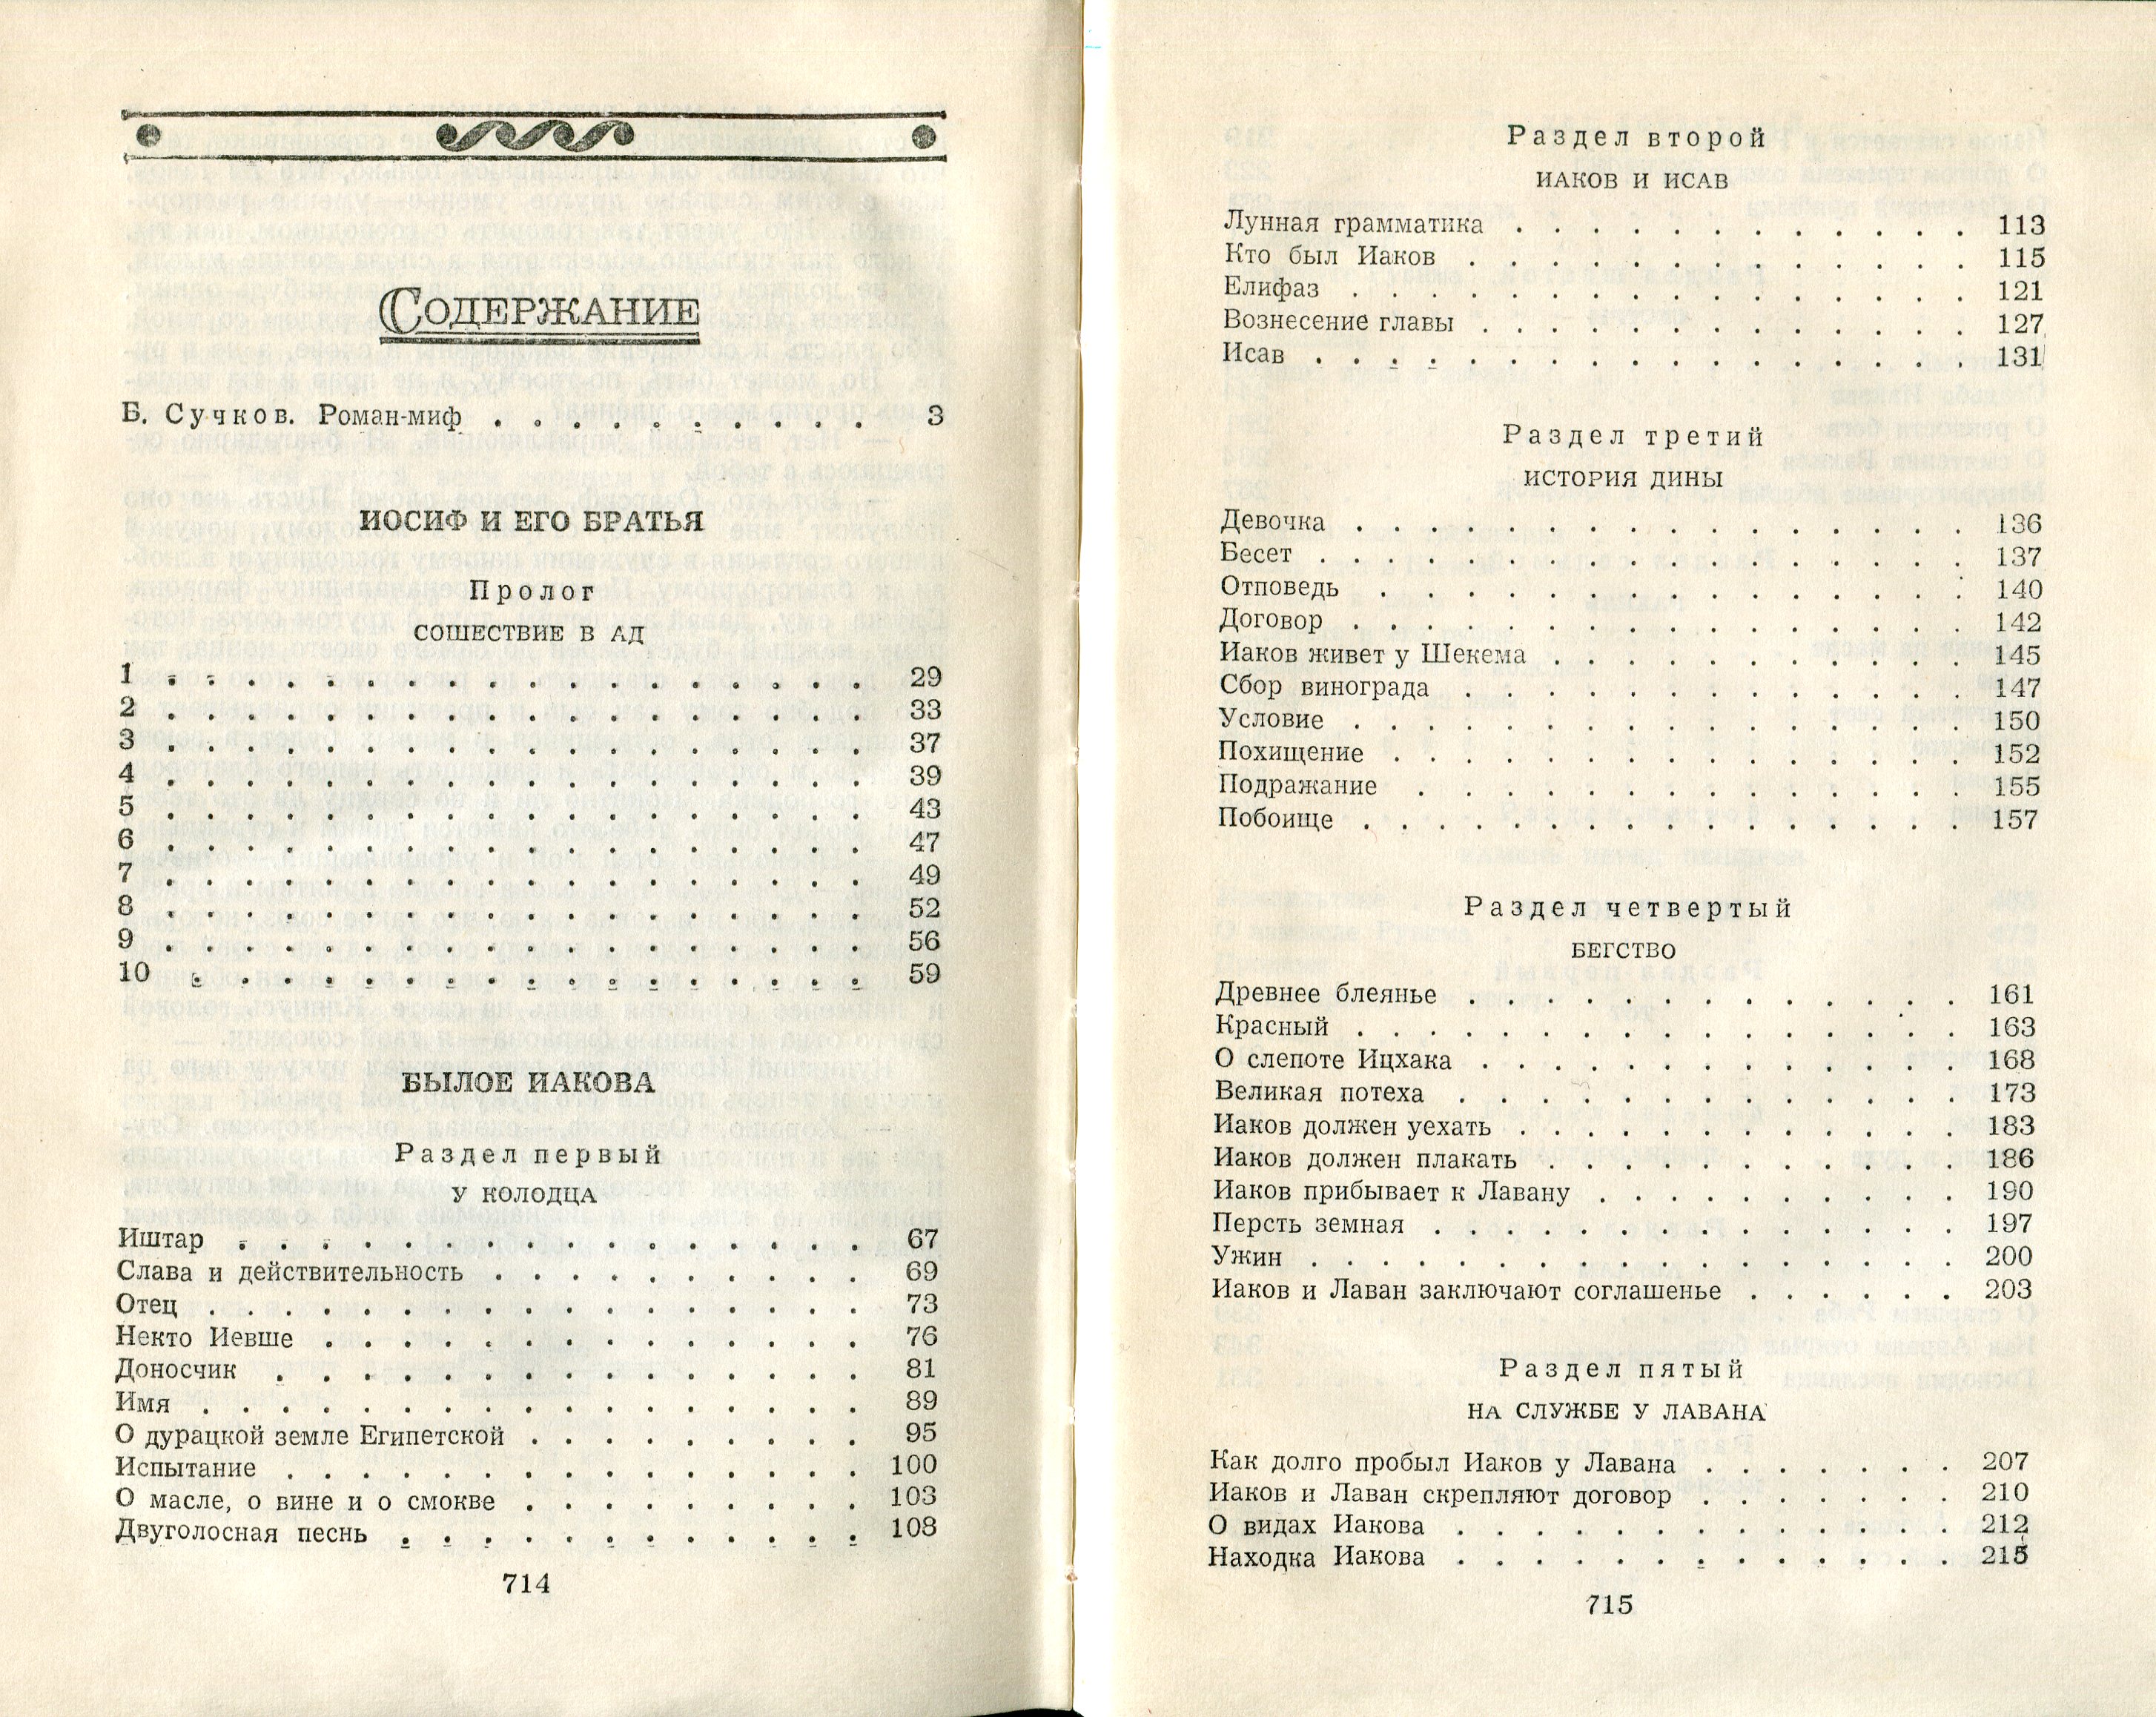 СОДЕРЖАНИЕ
Б. Сучков. Роман-миф . . . . . . . . . . 3
ИОСИФ И ЕГО БРАТЬЯ
Пролог
СОШЕСТВИЕ В АД
1 . . . . . . . . . . . . . . . . . . 29
2 . . . . . . . . . . . . . . . . . . 33
3 . . . . . . . . . . . . . . . . . . 37
4 . . . . . . . . . . . . . . . . . . 39
5 . . . . . . . . . . . . . . . . . . 43
6 . . . . . . . . . . . . . . . . . . 47
7 . . . . . . . . . . . . . . . . . . 49
8 . . . . . . . . . . . . . . . . . . 52
9 . . . . . . . . . . . . . . . . . . 56
10 . . . . . . . . . . . . . . . . . 59
БЫЛОЕ ИАКОВА
Раздел первый
У КОЛОДЦА
Иштар . . . . . . . . . . . . . . . . 67
Слава и действительность . . . . . . . . . . 69
Отец . . . . . . . . . . . . . . . . . 73
Некто Иевше . . . . . . . . . . . . . . 76
Доносчик . . . . . . . . . . . . . . . 81
Имя . . . . . . . . . . . . . . . . . 89
О дурацкой земле Египетской . . . . . . . . . 95
Испытание . . . . . . . . . . . . . . . 100
О масле, о вине и о смокве . . . . . . . . . 103
Двуголосная песнь . . . . . . . . . . . . 108
714
Раздел второй
ИАКОВ И ИСАВ
Лунная грамматика . . . . . . . . . . . . 113
Кто был Иаков . . . . . . . . . . . . . 115
Елифаз . . . . . . . . . . . . . . . . 121
Вознесение главы . . . . . . . . . . . . 127
Исав . . . . . . . . . . . . . . . . . 131
Раздел третий
ИСТОРИЯ ДИНЫ
Девочка . . . . . . . . . . . . . . . . 136
Бесет . . . . . . . . . . . . . . . . . 137
Отповедь . . . . . . . . . . . . . . . 140
Договор . . . . . . . . . . . . . . . . 142
Иаков живет у Шекема . . . . . . . . . . . 145
Сбор винограда . . . . . . . . . . . . . 147
Условие . . . . . . . . . . . . . . . . 150
Похищение . . . . . . . . . . . . . . . 152
Подражание . . . . . . . . . . . . . . 155
Побоище . . . . . . . . . . . . . . . . 157
Раздел четвертый
БЕГСТВО
Древнее блеянье . . . . . . . . . . . . . 161
Красный . . . . . . . . . . . . . . . . 163
О слепоте Ицхака . . . . . . . . . . . . . 168
Великая потеха . . . . . . . . . . . . . 173
Иаков должен уехать . . . . . . . . . . . . 183
Иаков должен плакать . . . . . . . . . . . 186
Иаков прибывает к Лавану . . . . . . . . . . 190
Персть земная . . . . . . . . . . . . . . 197
Ужин . . . . . . . . . . . . . . . . . 200
Иаков и Лаван заключают соглашенье . . . . . . 203
Раздел пятый
НА СЛУЖБЕ У ЛАВАНА
Как долго пробыл Иаков у Лавана . . . . . . . 207
Иаков и Лаван скрепляют договор . . . . . . . 210
О видах Иакова . . . . . . . . . . . . . 212
Находка Иакова . . . . . . . . . . . . . 215
715